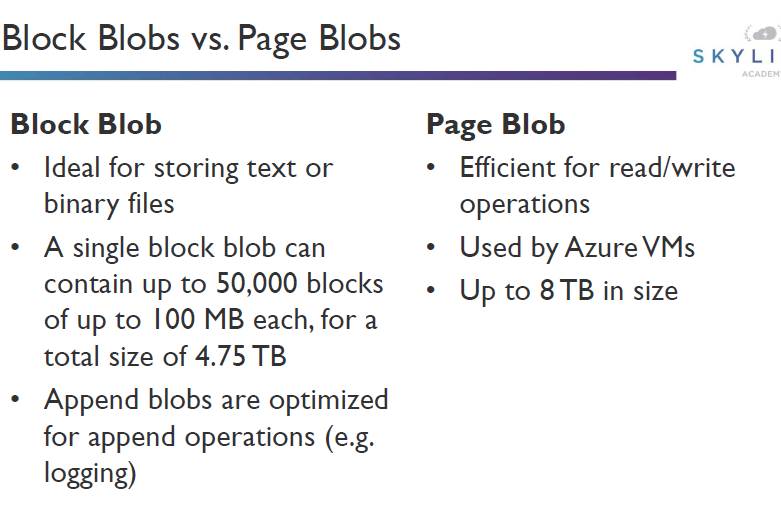 Block Blobs vs. Page Blobs
SKYLI
ACADEM
Block Blob
• Ideal for storing text or
binary files
• A single block blob can
contain up to 50,000 blocks
of up to 100 MB each, for a
total size of 4.75 TB
• Append blobs are optimized
for append operations (e.g.
logging)
Page Blob
• Efficient for read/write
operations
• Used by Azure VMs
• Up to 8 TB in size